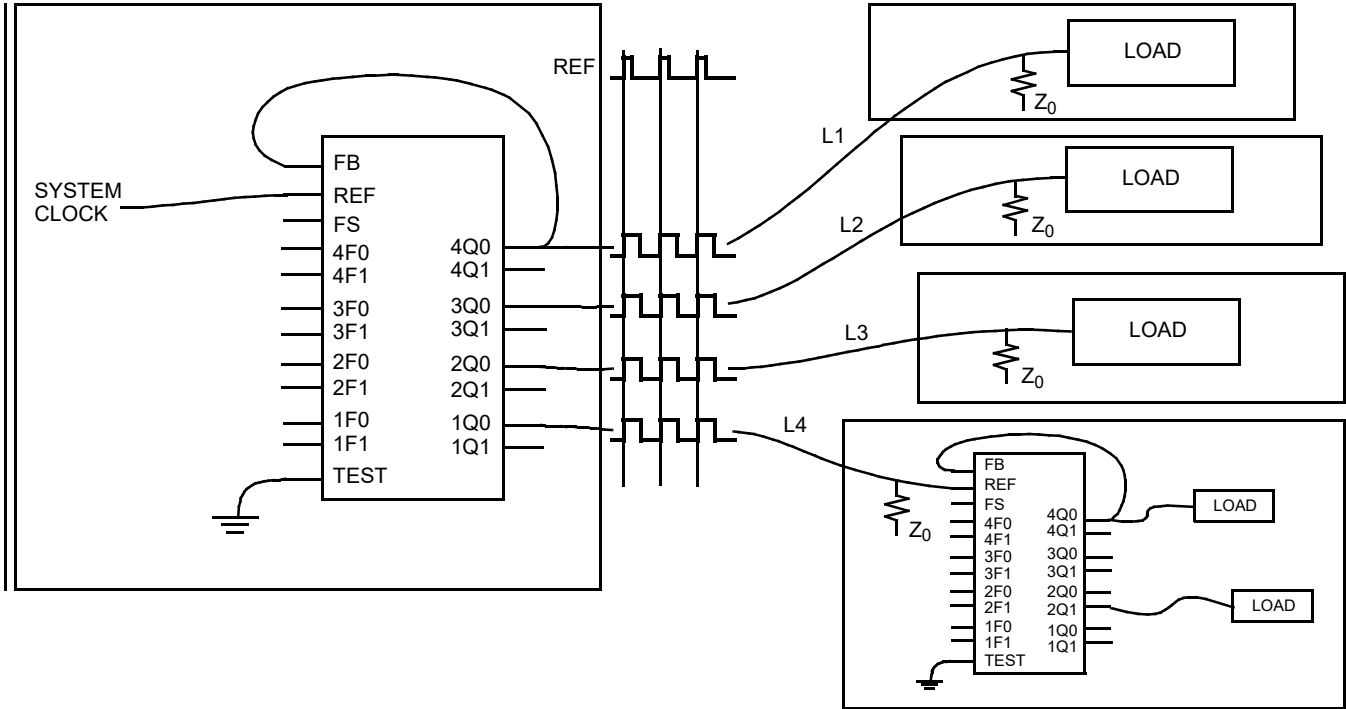 REF
SYSTEM
CLOCK
FB
REF
FS
4F0
4F1
3F0
3F1
2F0
2F1
1F0
1F1
TEST
4Q0
4Q1
3Q0
3Q1
2Q0
2Q1
1Q0
1Q1
L1
L2
L3
L4
LOAD
Z0
LOAD
Z0
LOAD
Z0
Z0
FB
REF
FS
4F0
4F1
3F0
3F1
2F0
2F1
1F0
1F1
TEST
4Q0
4Q1
3Q0
3Q1
2Q0
2Q1
1Q0
1Q1
LOAD
LOAD